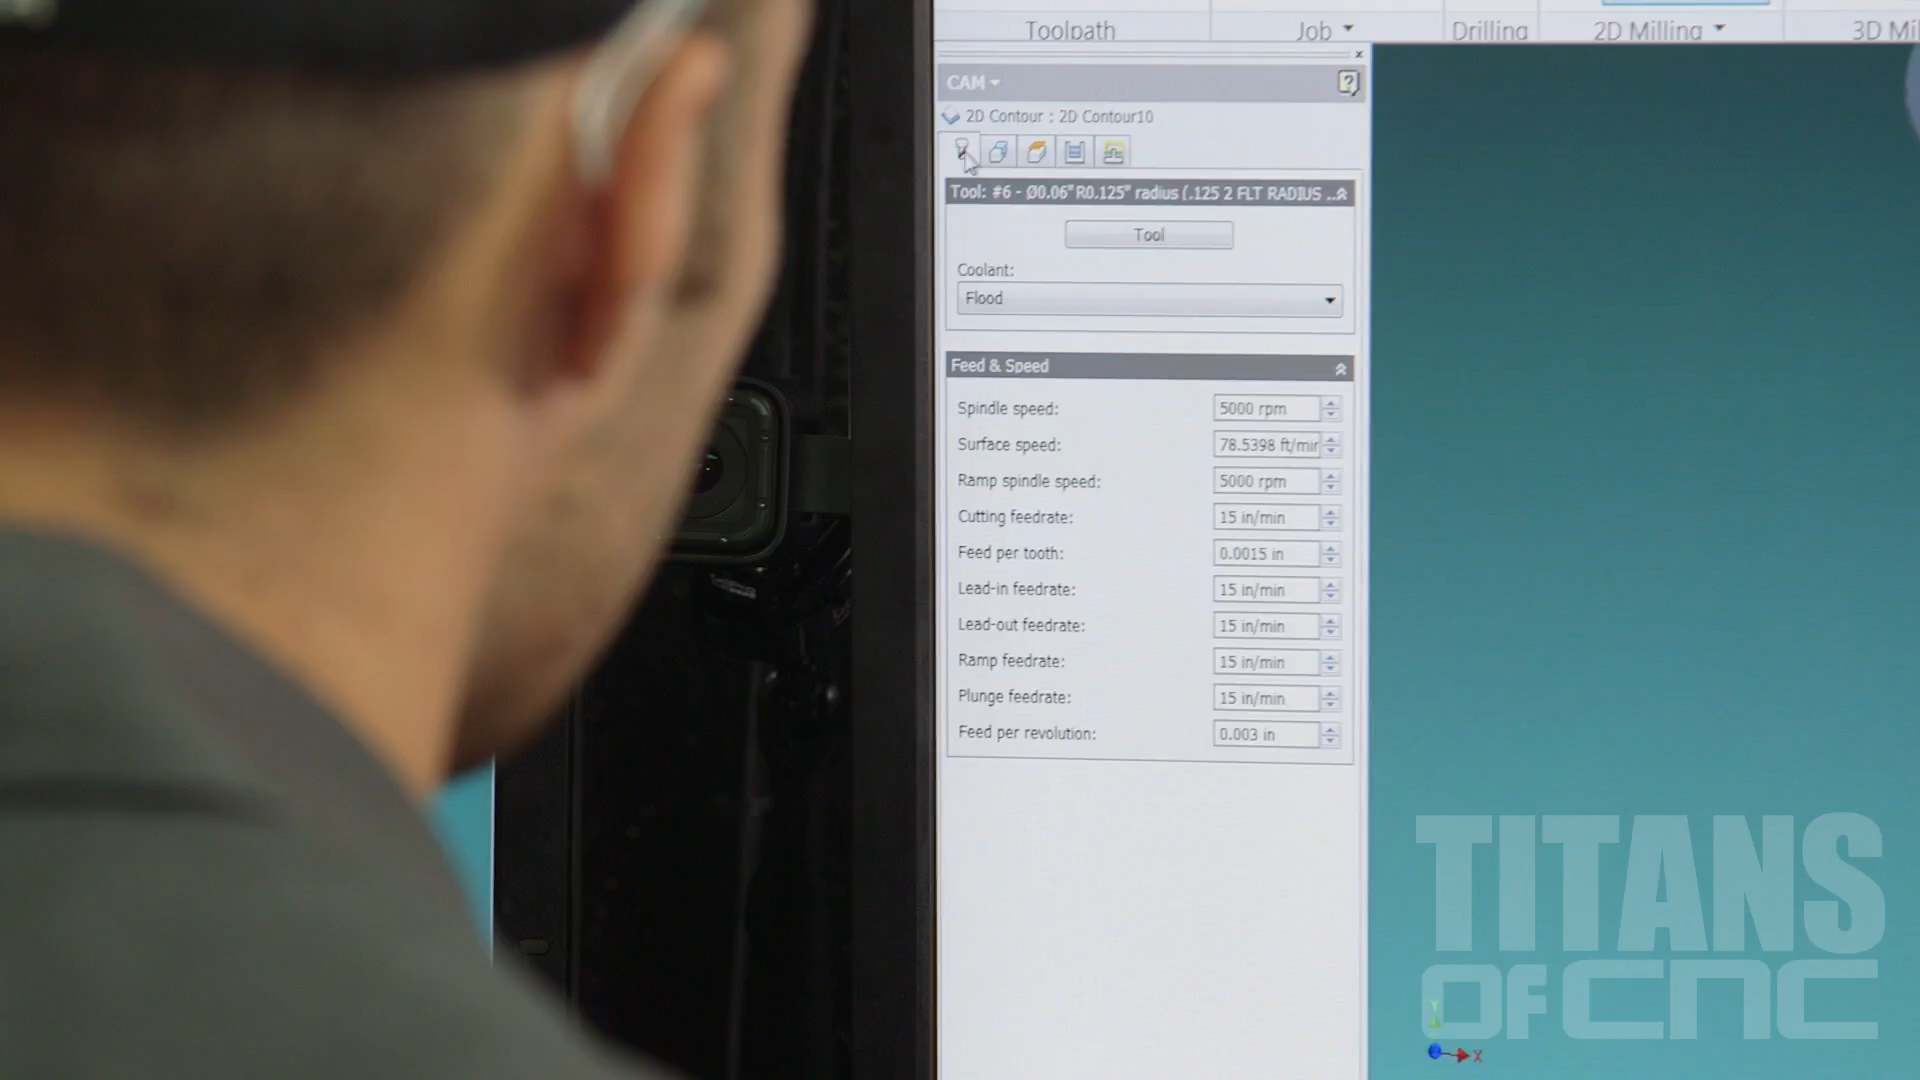 Toolpath Job Drilling 2D Milling 3D Mil
CAM
2D Contour : 2D Contour10
Tool: #6 - Ø0.06" R0.125" radius (.125 2 FLT RADIUS ...
Tool
Coolant:
Flood
Feed & Speed
Spindle speed: 5000 rpm
Surface speed: 78.5398 ft/min
Ramp spindle speed: 5000 rpm
Cutting feedrate: 15 in/min
Feed per tooth: 0.0015 in
Lead-in feedrate: 15 in/min
Lead-out feedrate: 15 in/min
Ramp feedrate: 15 in/min
Plunge feedrate: 15 in/min
Feed per revolution: 0.003 in
TITANS
OF CNC
Y
X